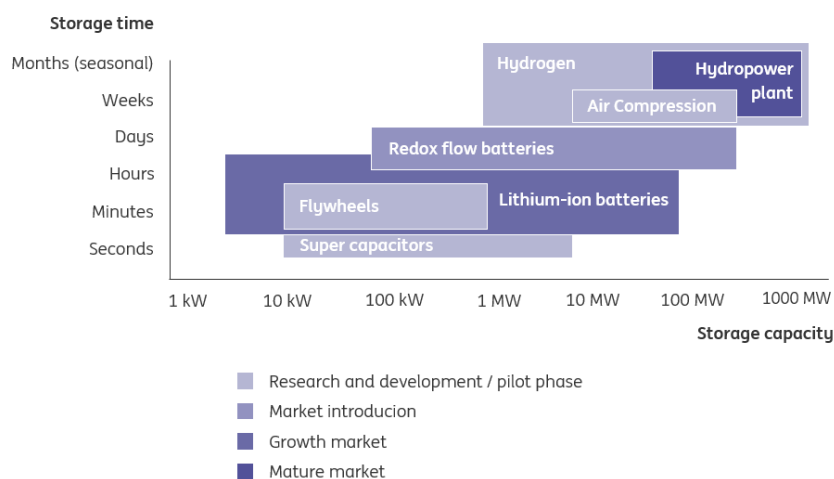 Storage time
Months (seasonal)
Weeks
Days
Hours
Minutes
Seconds
Hydrogen
Hydropower
plant
Air Compression
Redox flow batteries
Lithium-ion batteries
Flywheels
Super capacitors
1 kW
10 kW
100 kW
1 MW
10 MW
100 MW
1000 MW
Storage capacity
Research and development / pilot phase
Market introducion
Growth market
Mature market